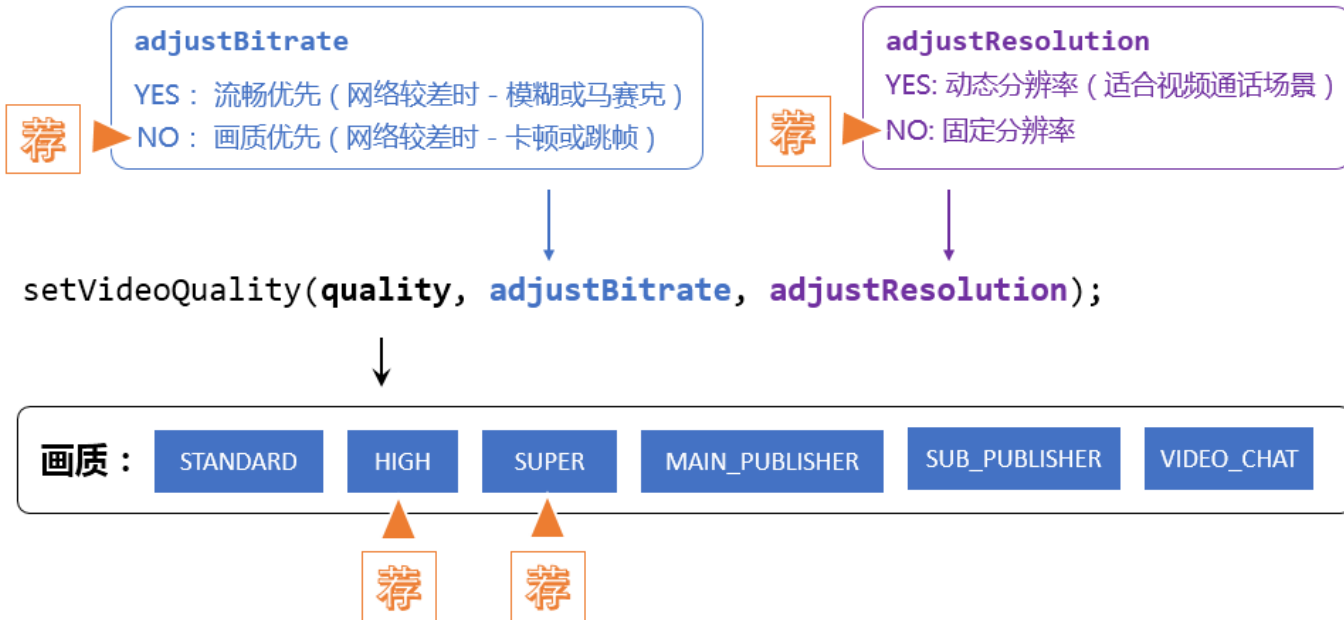 adjustBitrate
YES： 流畅优先 ( 网络较差时 - 模糊或马赛克 )
荐
NO： 画质优先 ( 网络较差时 - 卡顿或跳帧 )
adjustResolution
YES: 动态分辨率 ( 适合视频通话场景 )
荐
NO: 固定分辨率
setVideoQuality(quality, adjustBitrate, adjustResolution);
画质： STANDARD HIGH SUPER MAIN_PUBLISHER SUB_PUBLISHER VIDEO_CHAT
荐 荐